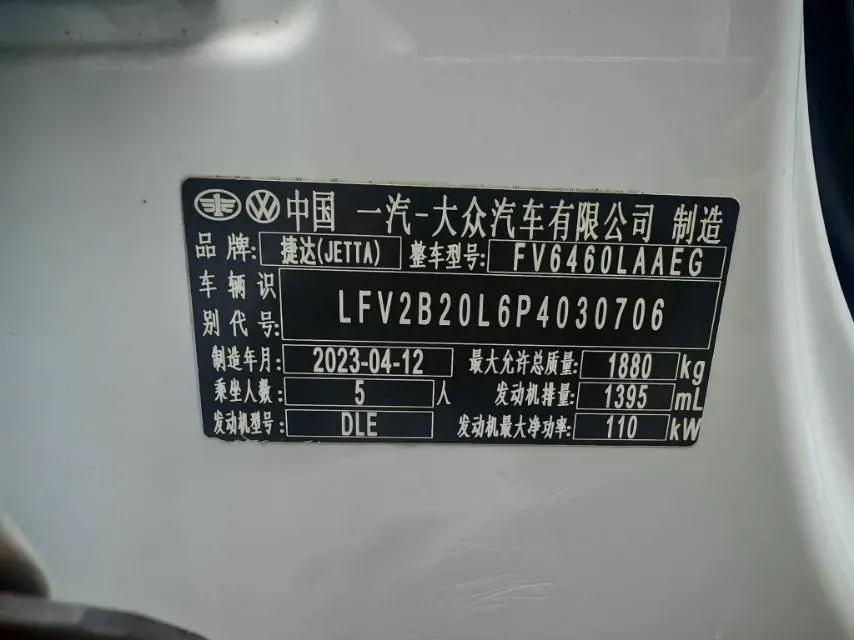 中国 一汽-大众汽车有限公司 制造
品牌: 捷达(JETTA) 整车型号: FV6460LAAEG
车辆识别代号: LFV2B20L6P4030706
制造年月: 2023-04-12 最大允许总质量: 1880 kg
乘坐人数: 5 人 发动机排量: 1395 mL
发动机型号: DLE 发动机最大净功率: 110 kW